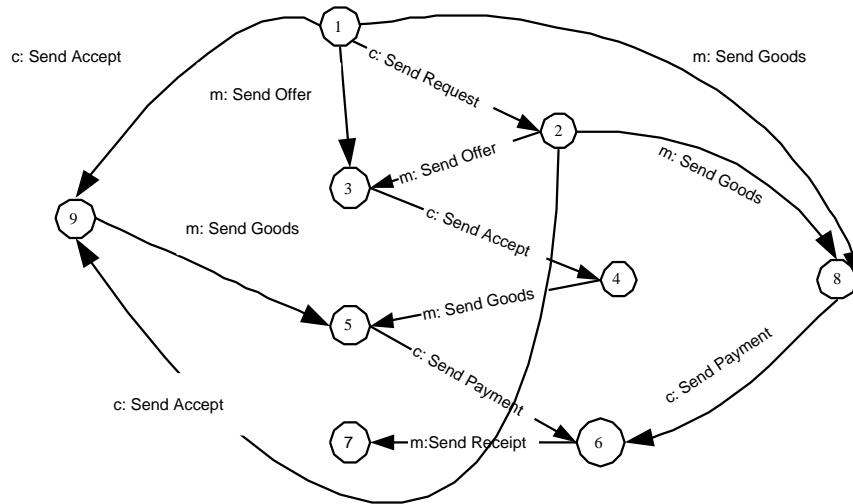 1
c: Send Accept
m: Send Goods
c: Send Request
m: Send Offer
2
m: Send Offer
m: Send Goods
3
c: Send Accept
9
m: Send Goods
4
8
m: Send Goods
5
c: Send Payment
c: Send Payment
c: Send Accept
7
m:Send Receipt
6